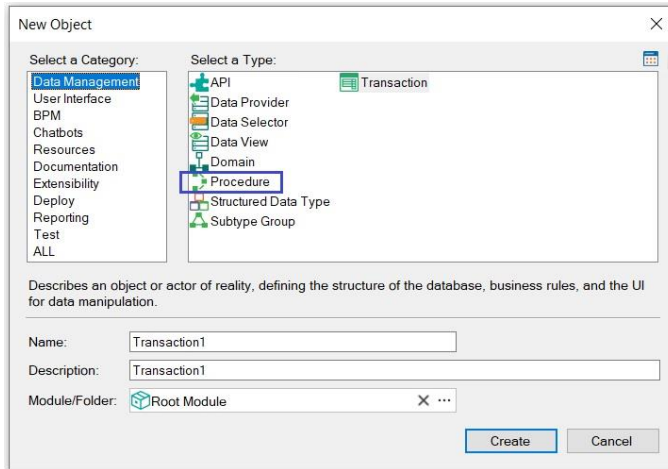 New Object
Select a Category:
Data Management
User Interface
BPM
Chatbots
Resources
Documentation
Extensibility
Deploy
Reporting
Test
ALL
Select a Type:
API
Data Provider
Data Selector
Data View
Domain
Procedure
Structured Data Type
Subtype Group
Transaction
Describes an object or actor of reality, defining the structure of the database, business rules, and the UI
for data manipulation.
Name: Transaction1
Description: Transaction1
Module/Folder: Root Module
Create Cancel